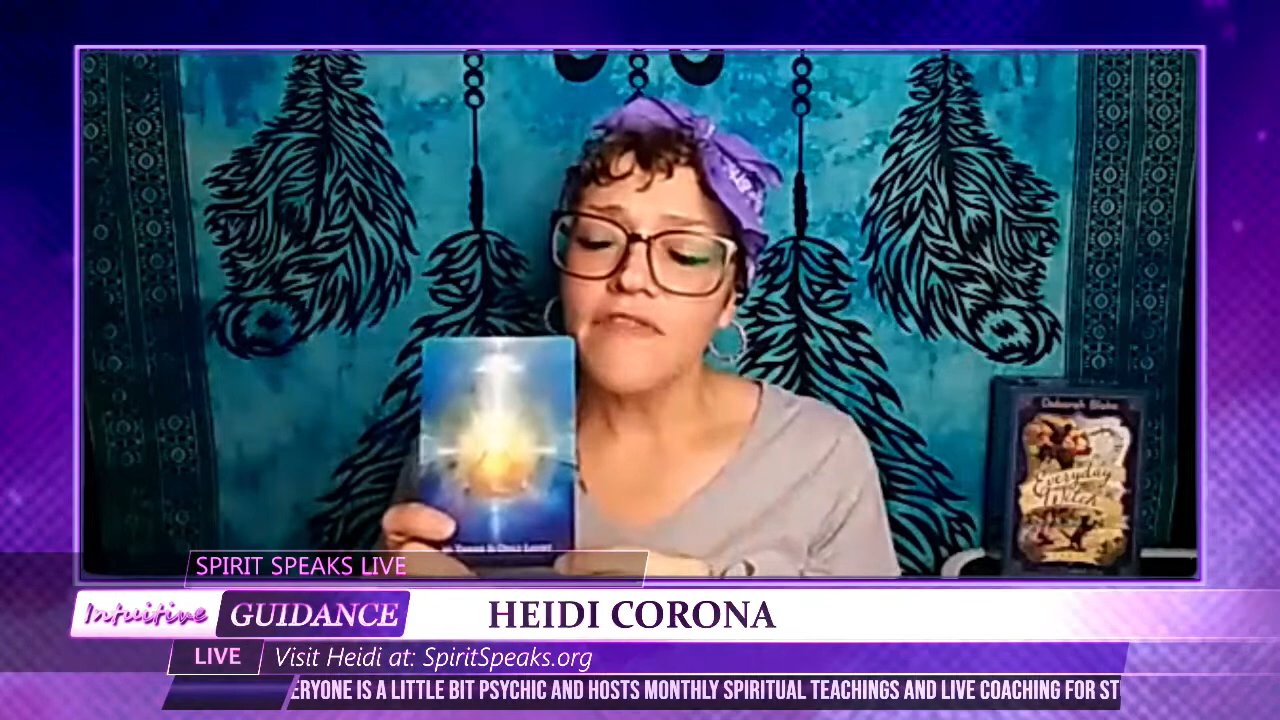 Deborah Blake
Everyday
Witch
SPIRIT SPEAKS LIVE
Intuitive GUIDANCE
HEIDI CORONA
LIVE
Visit Heidi at: SpiritSpeaks.org
ERYONE IS A LITTLE BIT PSYCHIC AND HOSTS MONTHLY SPIRITUAL TEACHINGS AND LIVE COACHING FOR ST